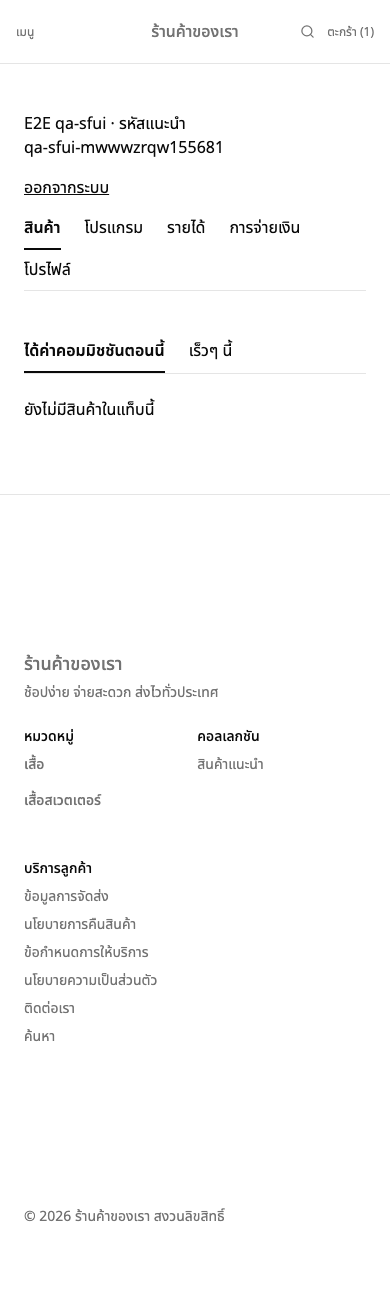 เมนู
ร้านค้าของเรา
ตะกร้า (1)
E2E qa-sfui · รหัสแนะนำ
qa-sfui-mwwwzrqw155681
ออกจากระบบ
สินค้า โปรแกรม รายได้ การจ่ายเงิน
โปรไฟล์
ได้ค่าคอมมิชชันตอนนี้ เร็วๆ นี้
ยังไม่มีสินค้าในแท็บนี้
ร้านค้าของเรา
ช้อปง่าย จ่ายสะดวก ส่งไวทั่วประเทศ
หมวดหมู่
เสื้อ
เสื้อสเวตเตอร์
คอลเลกชัน
สินค้าแนะนำ
บริการลูกค้า
ข้อมูลการจัดส่ง
นโยบายการคืนสินค้า
ข้อกำหนดการให้บริการ
นโยบายความเป็นส่วนตัว
ติดต่อเรา
ค้นหา
© 2026 ร้านค้าของเรา สงวนลิขสิทธิ์